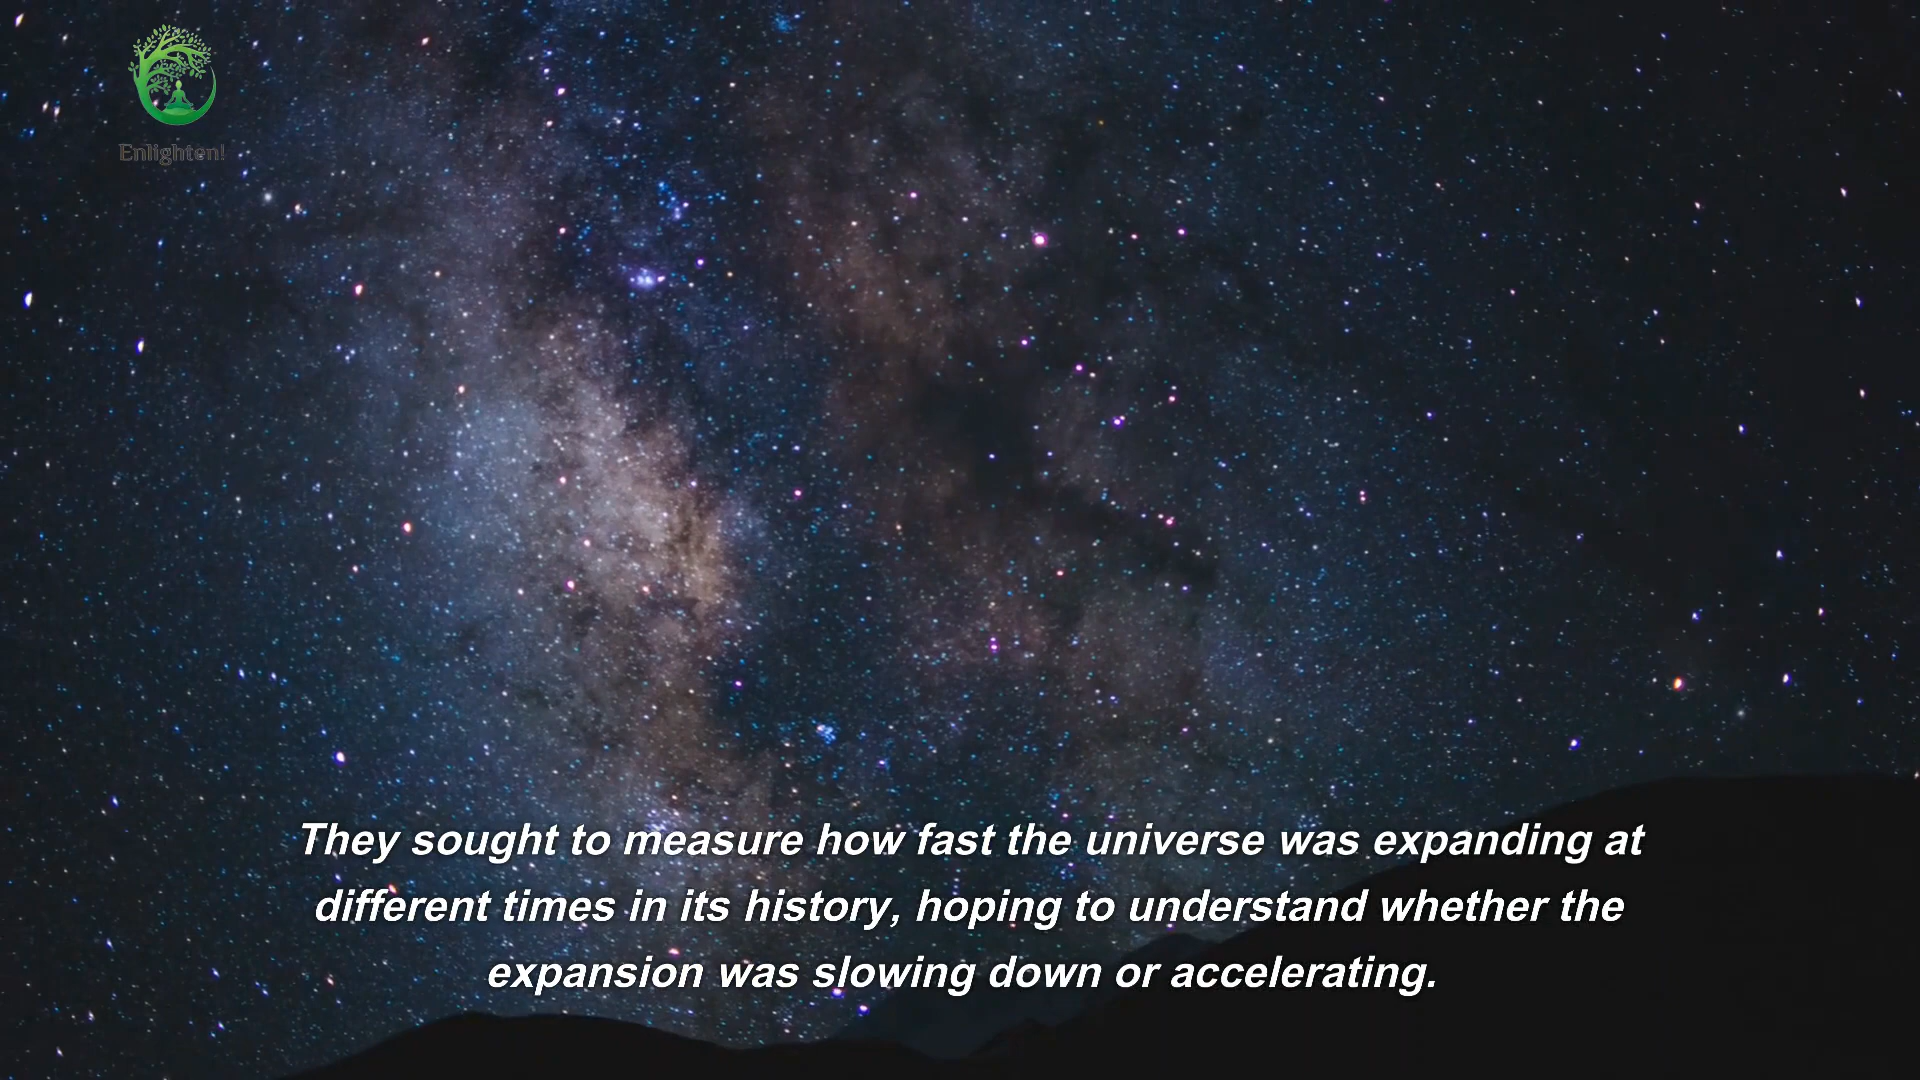 Enlighten!
They sought to measure how fast the universe was expanding at
different times in its history, hoping to understand whether the
expansion was slowing down or accelerating.